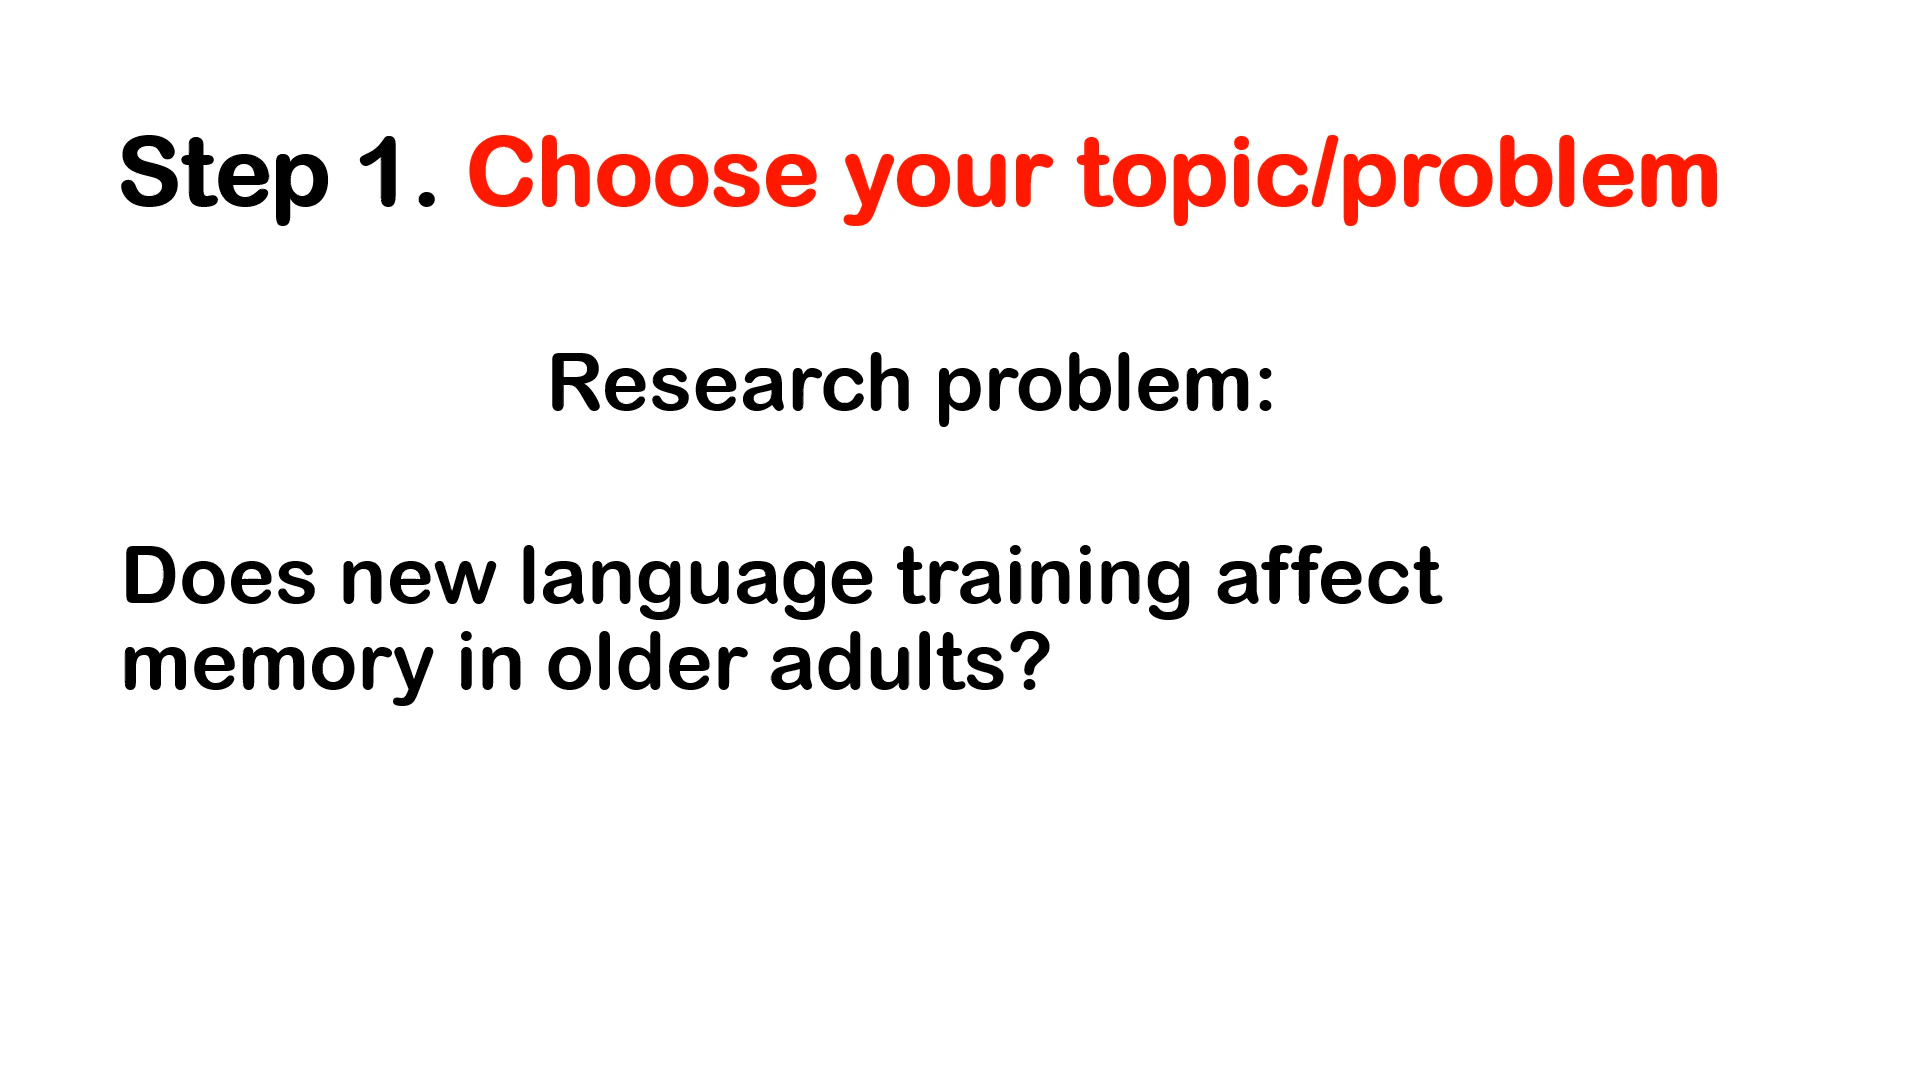 Step 1. Choose your topic/problem
Research problem:
Does new language training affect
memory in older adults?